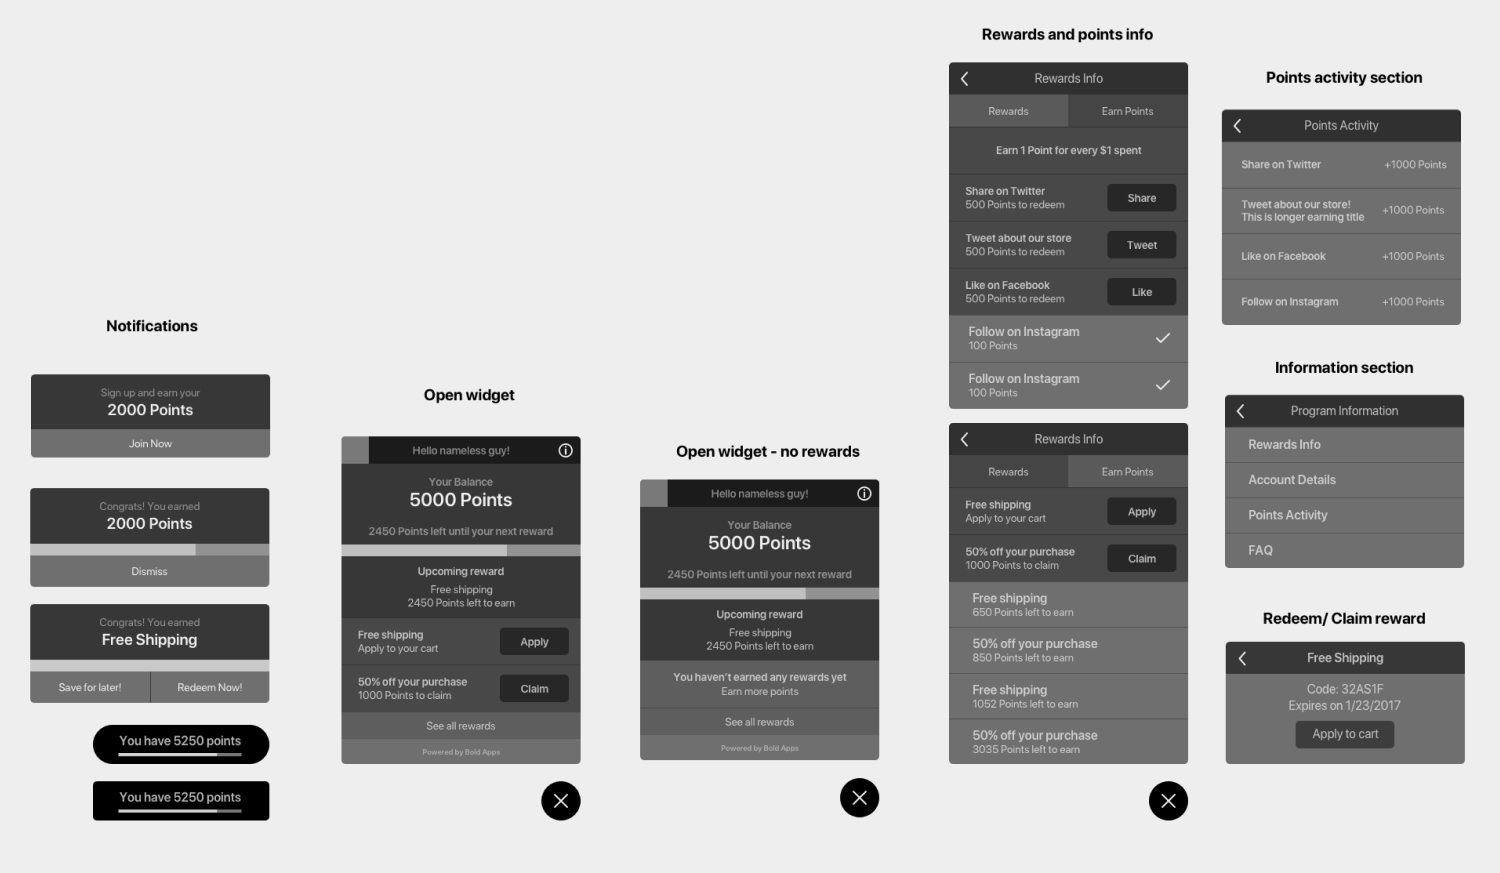 Notifications
Sign up and earn your
2000 Points
Join Now
Congrats! You earned
2000 Points
Dismiss
Congrats! You earned
Free Shipping
Save for later!
Redeem Now!
You have 5250 points
You have 5250 points
Open widget
Hello nameless guy!
Your Balance
5000 Points
2450 Points left until your next reward
Upcoming reward
Free shipping
2450 Points left to earn
Free shipping
Apply to your cart
Apply
50% off your purchase
1000 Points to claim
Claim
See all rewards
Powered by Bold Apps
Open widget - no rewards
Hello nameless guy!
Your Balance
5000 Points
2450 Points left until your next reward
Upcoming reward
Free shipping
2450 Points left to earn
You haven't earned any rewards yet
Earn more points
See all rewards
Powered by Bold Apps
Rewards and points info
Rewards Info
Rewards
Earn Points
Earn 1 Point for every $1 spent
Share on Twitter
500 Points to redeem
Share
Tweet about our store
500 Points to redeem
Tweet
Like on Facebook
500 Points to redeem
Like
Follow on Instagram
100 Points
Follow on Instagram
100 Points
Rewards Info
Rewards
Earn Points
Free shipping
Apply to your cart
Apply
50% off your purchase
1000 Points to claim
Claim
Free shipping
650 Points left to earn
50% off your purchase
850 Points left to earn
Free shipping
1052 Points left to earn
50% off your purchase
3035 Points left to earn
Points activity section
Points Activity
Share on Twitter
+1000 Points
Tweet about our store!
This is longer earning title
+1000 Points
Like on Facebook
+1000 Points
Follow on Instagram
+1000 Points
Information section
Program Information
Rewards Info
Account Details
Points Activity
FAQ
Redeem/ Claim reward
Free Shipping
Code: 32AS1F
Expires on 1/23/2017
Apply to cart